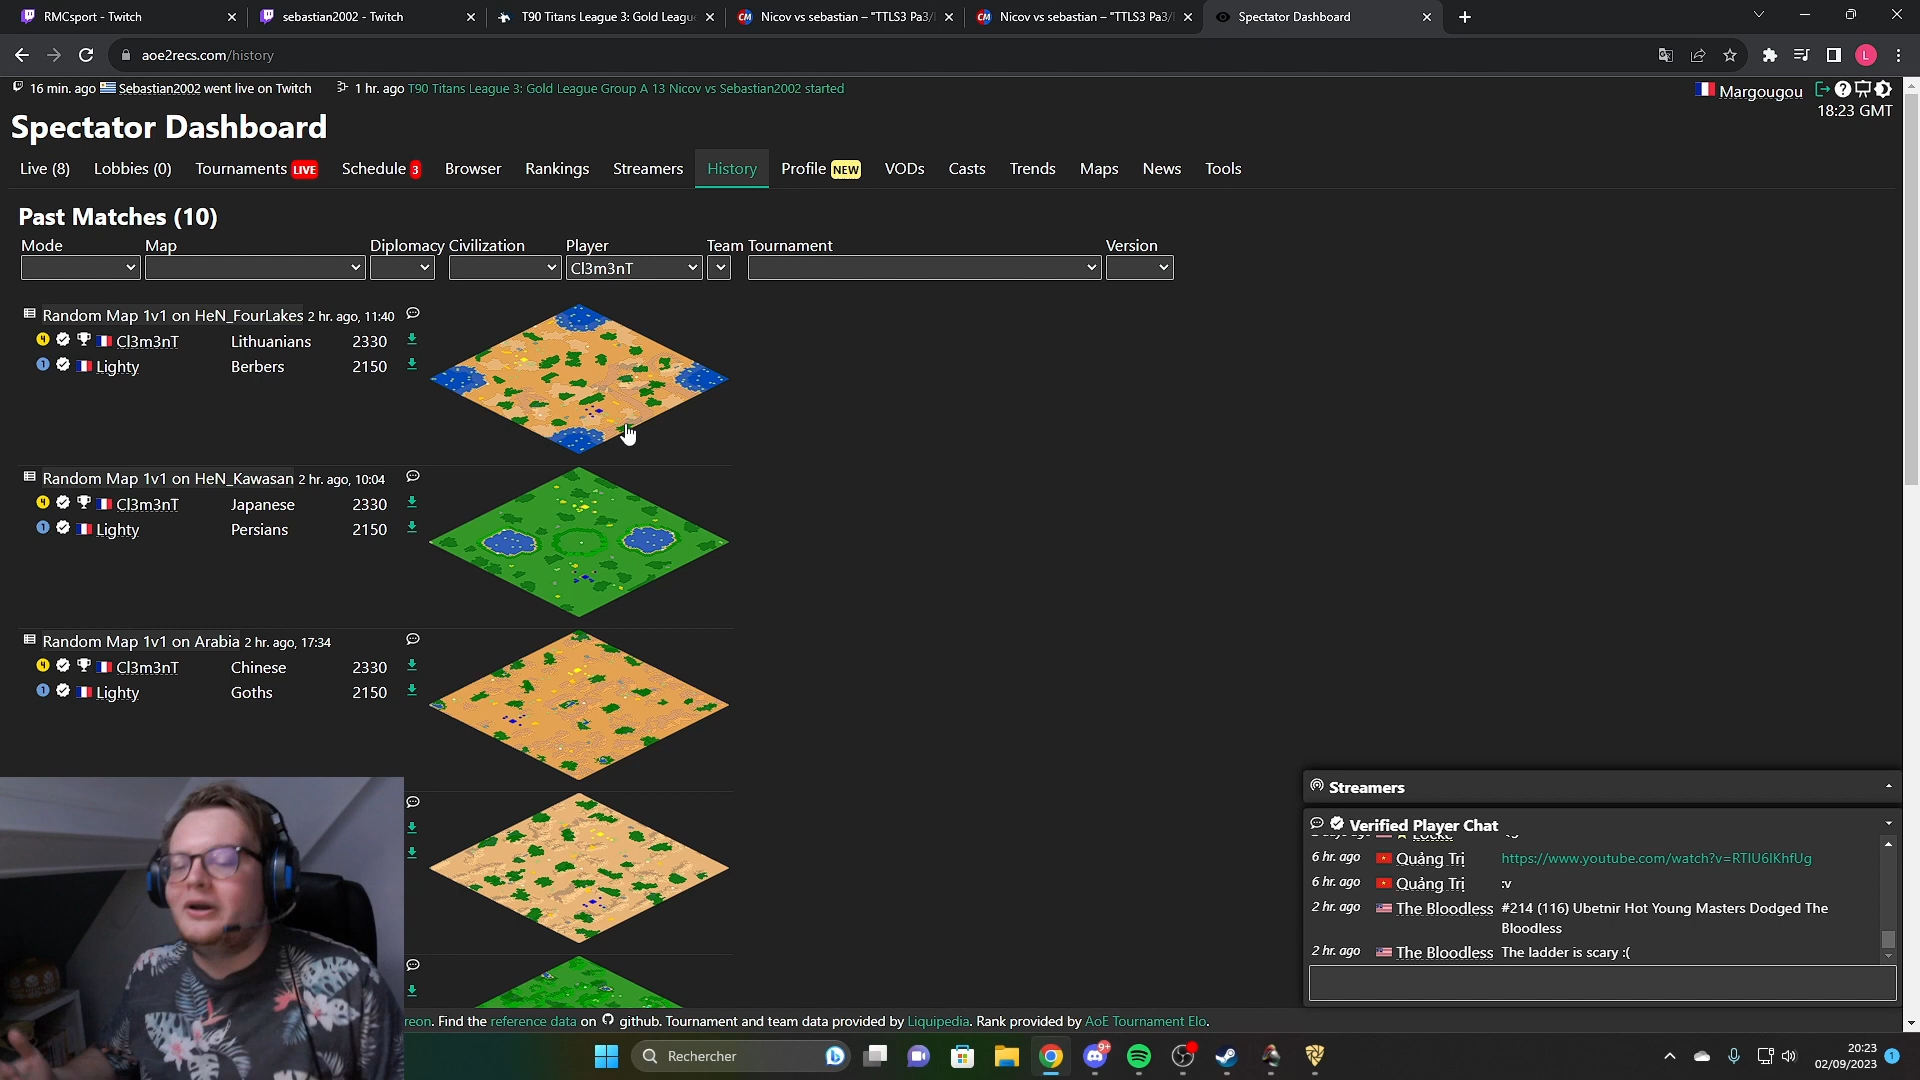 RMCsport - Twitch
sebastian2002 - Twitch
T90 Titans League 3: Gold Leagu
Nicov vs sebastian – "TTLS3 Pa3/
Nicov vs sebastian – "TTLS3 Pa3/
Spectator Dashboard
aoe2recs.com/history
L
16 min. ago Sebastian2002 went live on Twitch
1 hr. ago T90 Titans League 3: Gold League Group A 13 Nicov vs Sebastian2002 started
Margougou
18:23 GMT
Spectator Dashboard
Live (8) Lobbies (0) Tournaments LIVE Schedule 3 Browser Rankings Streamers History Profile NEW VODs Casts Trends Maps News Tools
Past Matches (10)
Mode Map Diplomacy Civilization Player Team Tournament Version
Cl3m3nT
Random Map 1v1 on HeN_FourLakes 2 hr. ago, 11:40
4 Cl3m3nT Lithuanians 2330
1 Lighty Berbers 2150
Random Map 1v1 on HeN_Kawasan 2 hr. ago, 10:04
4 Cl3m3nT Japanese 2330
1 Lighty Persians 2150
Random Map 1v1 on Arabia 2 hr. ago, 17:34
4 Cl3m3nT Chinese 2330
1 Lighty Goths 2150
Streamers
Verified Player Chat
6 hr. ago Quảng Trị https://www.youtube.com/watch?v=RTIU6IKhfUg
6 hr. ago Quảng Trị :v
2 hr. ago The Bloodless #214 (116) Ubetnir Hot Young Masters Dodged The
Bloodless
2 hr. ago The Bloodless The ladder is scary :(
reon. Find the reference data on github. Tournament and team data provided by Liquipedia. Rank provided by AoE Tournament Elo.
Rechercher
9+
20:23
02/09/2023
1